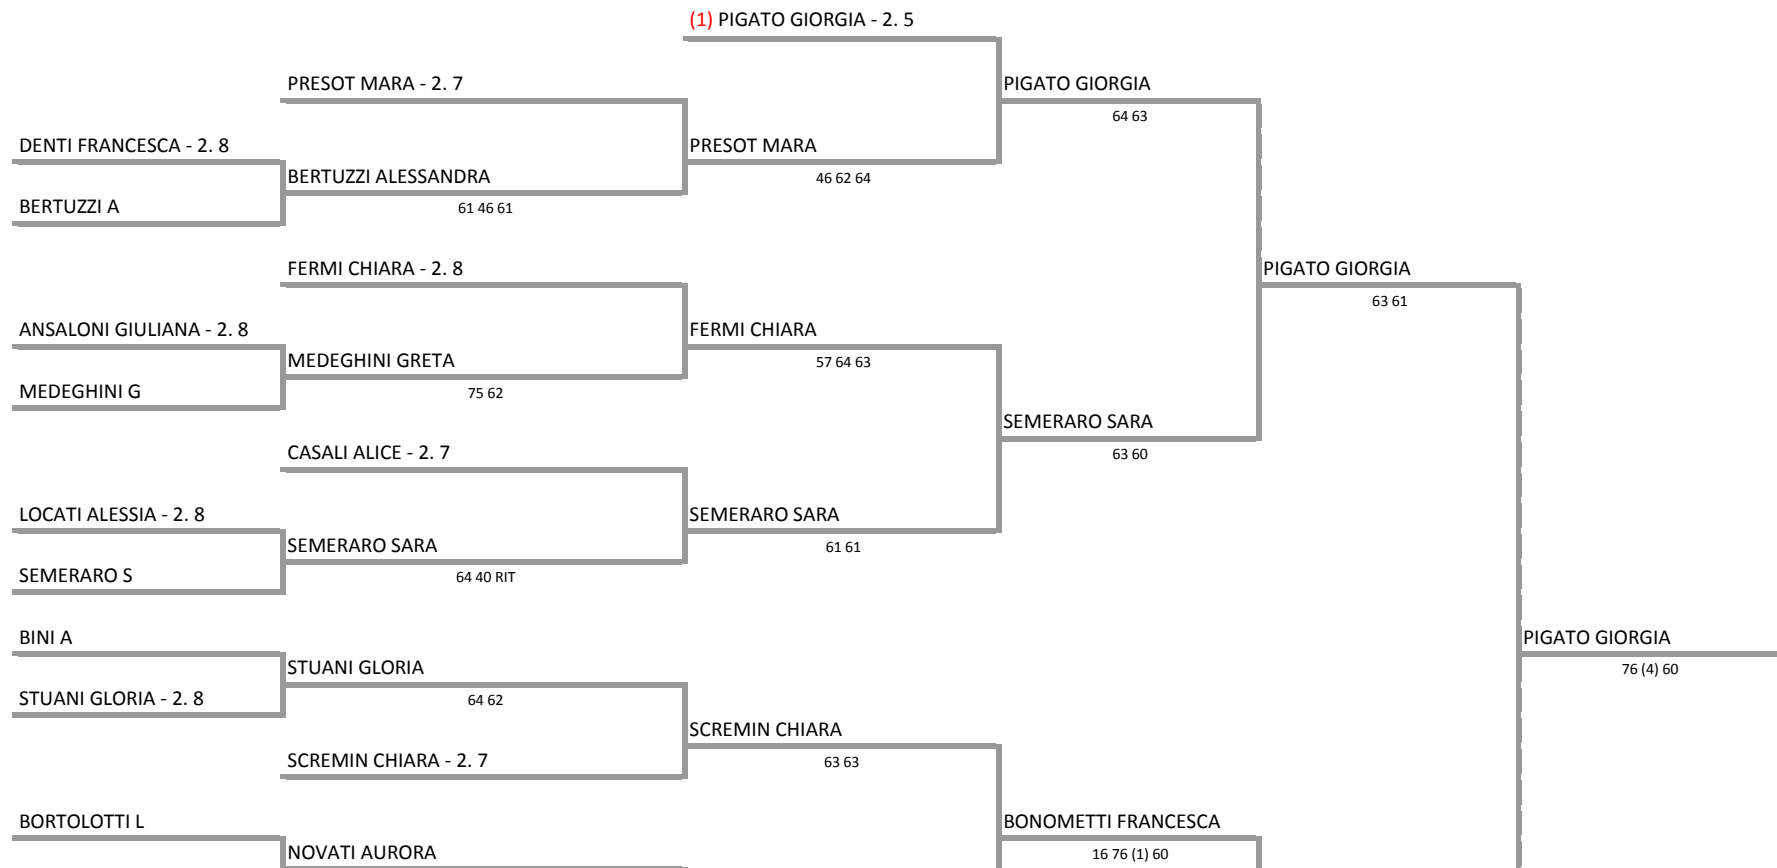 (1) PIGATO GIORGIA - 2. 5
PRESOT MARA - 2. 7
PIGATO GIORGIA
64 63
DENTI FRANCESCA - 2. 8
PRESOT MARA
46 62 64
BERTUZZI ALESSANDRA
61 46 61
BERTUZZI A
FERMI CHIARA - 2. 8
PIGATO GIORGIA
63 61
ANSALONI GIULIANA - 2. 8
FERMI CHIARA
57 64 63
MEDEGHINI GRETA
75 62
MEDEGHINI G
SEMERARO SARA
63 60
CASALI ALICE - 2. 7
LOCATI ALESSIA - 2. 8
SEMERARO SARA
61 61
SEMERARO SARA
64 40 RIT
SEMERARO S
BINI A
PIGATO GIORGIA
76 (4) 60
STUANI GLORIA
64 62
STUANI GLORIA - 2. 8
SCREMIN CHIARA
63 63
SCREMIN CHIARA - 2. 7
BORTOLOTTI L
BONOMETTI FRANCESCA
16 76 (1) 60
NOVATI AURORA